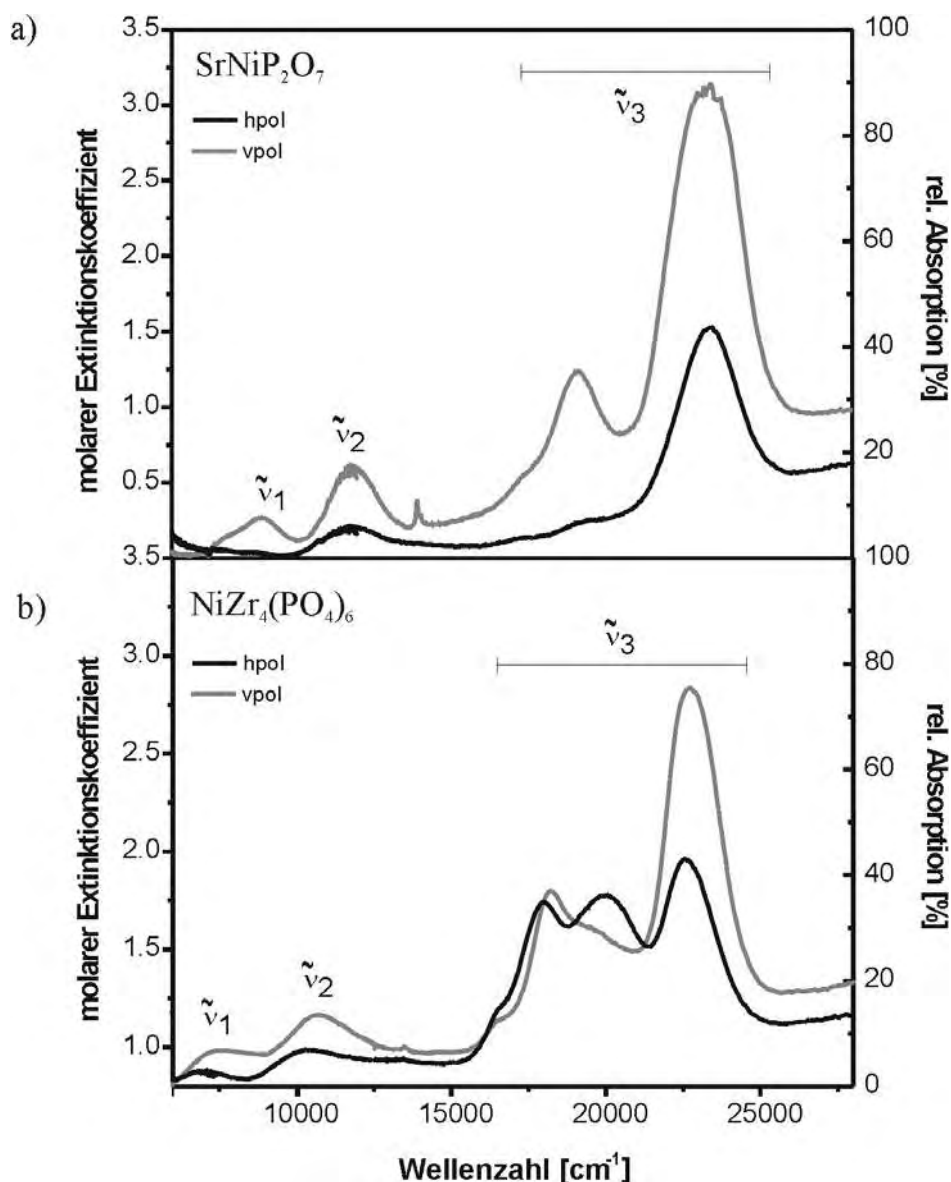 a)
SrNiP₂O₇
hpol
vpol
ν̃₁
ν̃₂
ν̃₃
molarer Extinktionskoeffizient
3.5
3.0
2.5
2.0
1.5
1.0
0.5
rel. Absorption [%]
100
80
60
40
20
b)
NiZr₄(PO₄)₆
hpol
vpol
ν̃₁
ν̃₂
ν̃₃
molarer Extinktionskoeffizient
3.5
3.0
2.5
2.0
1.5
1.0
rel. Absorption [%]
100
80
60
40
20
0
10000 15000 20000 25000
Wellenzahl [cm⁻¹]